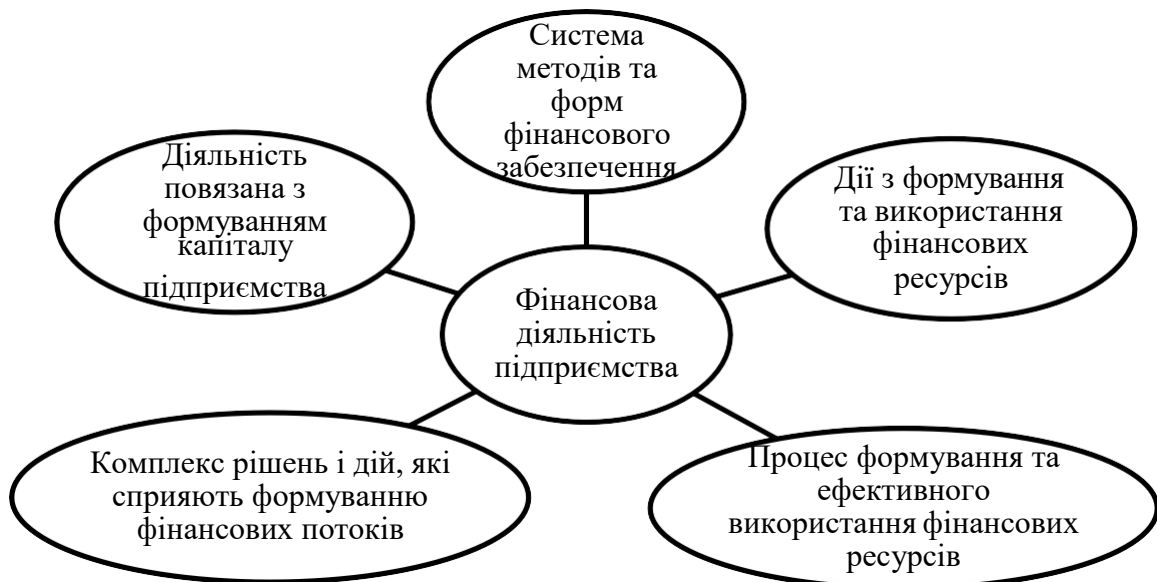 Система
методів та
форм
фінансового
забезпечення
Діяльність
повязана з
формуванням
капіталу
підприємства
Дії з формування
та використання
фінансових
ресурсів
Фінансова
діяльність
підприємства
Комплекс рішень і дій, які
сприяють формуванню
фінансових потоків
Процес формування та
ефективного
використання фінансових
ресурсів